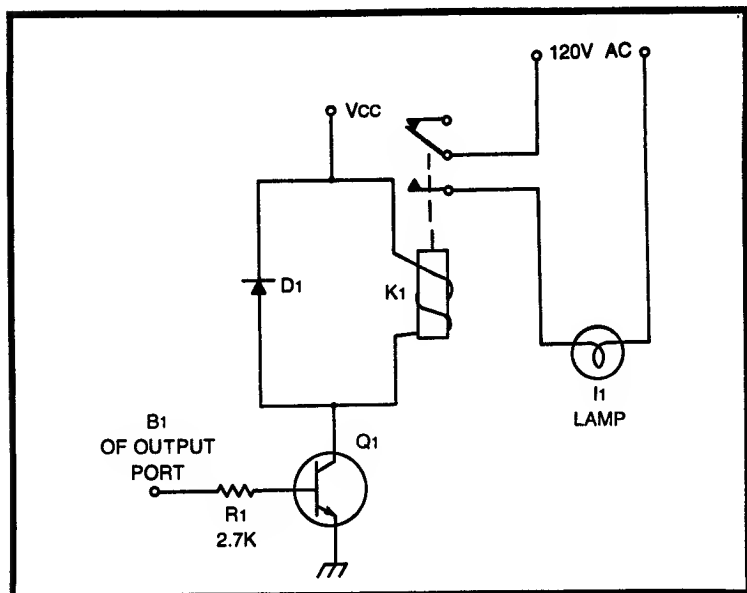 120V AC
Vcc
D1
K1
I1
LAMP
B1
OF OUTPUT
PORT
Q1
R1
2.7K